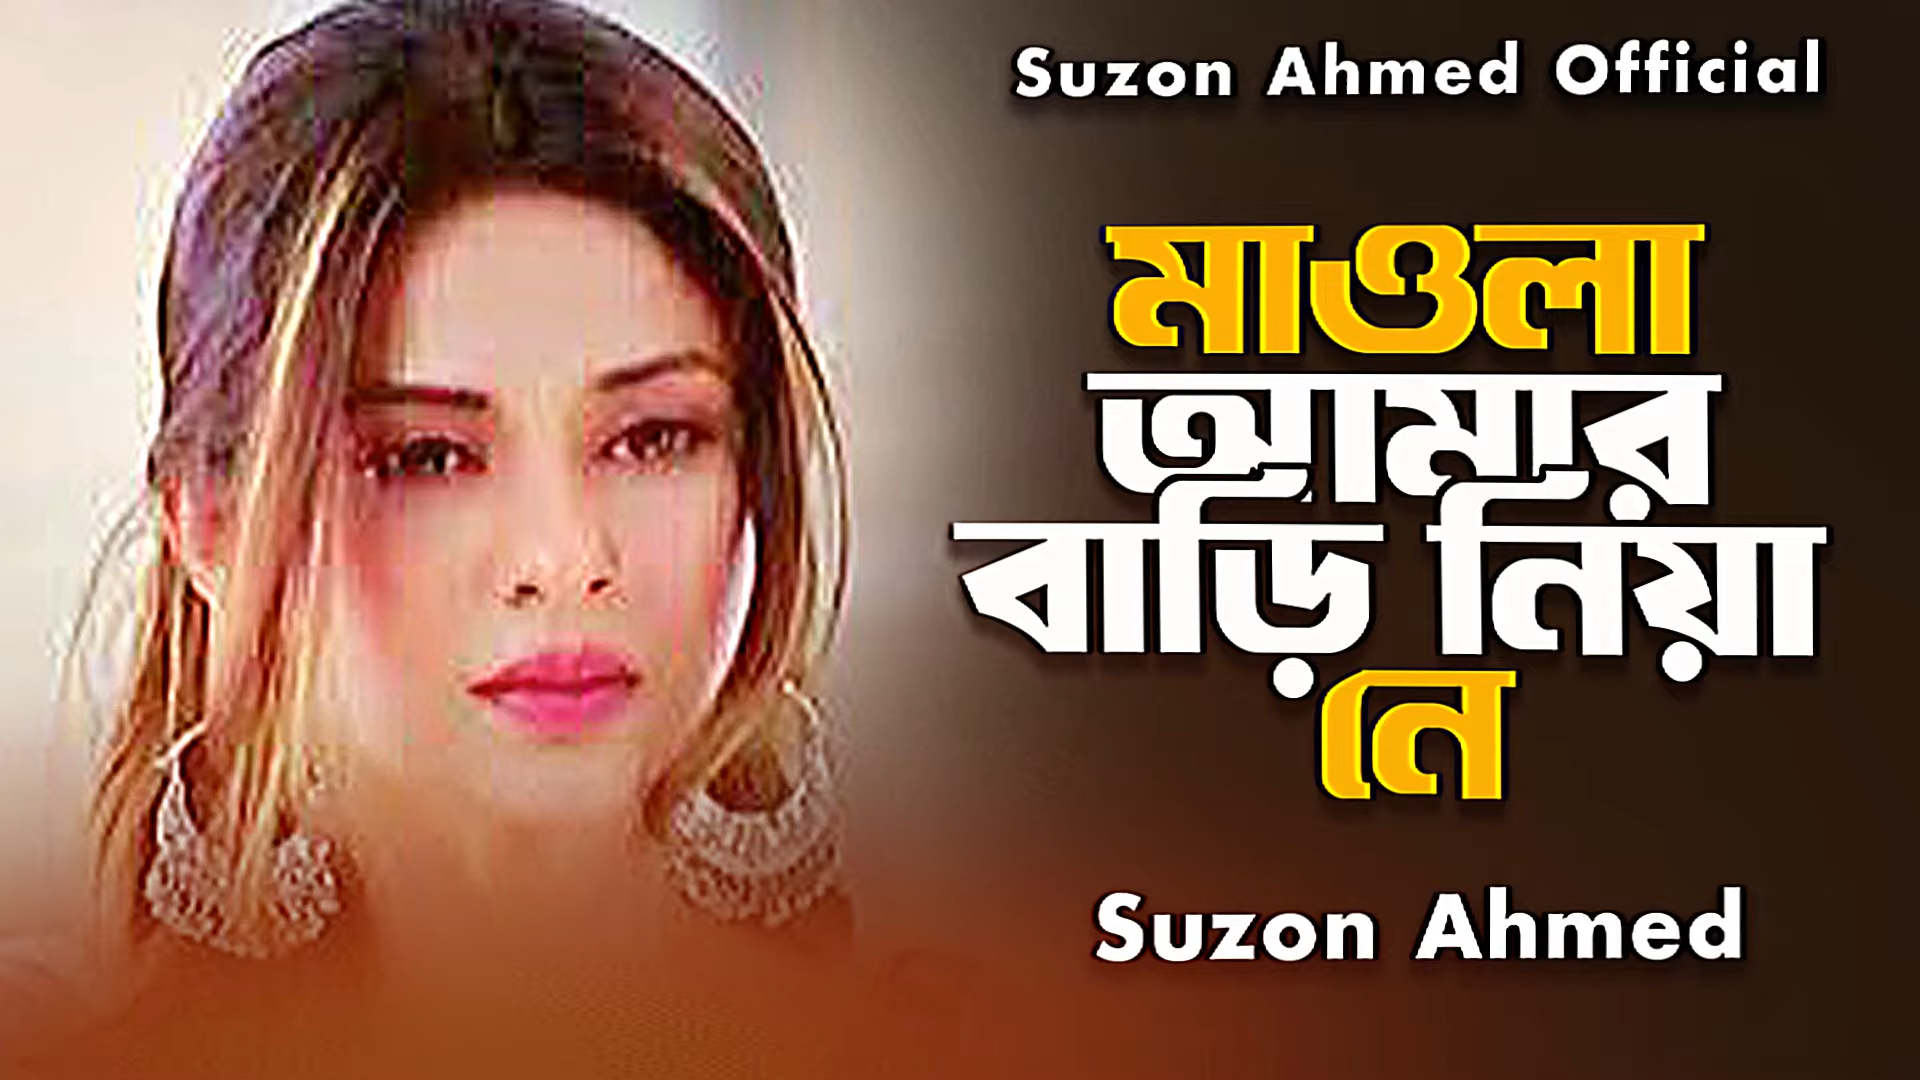 Suzon Ahmed Official
মাওলা
আমার
বাড়ি নিয়া
নে
Suzon Ahmed